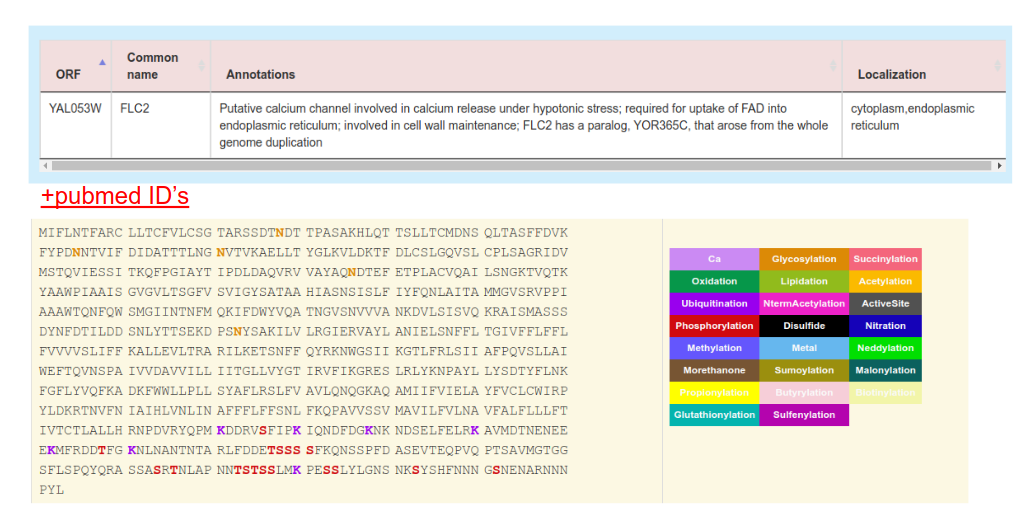 ORF
Common
name
Annotations
Localization
YAL053W
FLC2
Putative calcium channel involved in calcium release under hypotonic stress; required for uptake of FAD into
endoplasmic reticulum; involved in cell wall maintenance; FLC2 has a paralog, YOR365C, that arose from the whole
genome duplication
cytoplasm,endoplasmic
reticulum
+pubmed ID's
MIFLNTFARC LLTCFVLCSG TARSSDTNDT TPASAKHLQT TSLLTCMDNS QLTASFFDVK
FYPDNNTVIF DIDATTTLNG NVTVKAELLT YGLKVLDKTF DLCSLGQVSL CPLSAGRIDV
MSTQVIESSI TKQFPGIAYT IPDLDAQVRV VAYAQNDTEF ETPLACVQAI LSNGKTVQTK
YAAWPIAAIS GVGVLTSGFV SVIGYSATAA HIASNSISLF IYFQNLAITA MMGVSRVPPI
AAAWTQNFQW SMGIINTNFM QKIFDWYVQA TNGVSNVVVA NKDVLSISVQ KRAISMASSS
DYNFDTILDD SNLYTTSEKD PSNYSAKILV LRGIERVAYL ANIELSNFFL TGIVFFLFFL
FVVVVSLIFF KALLEVLTRA RILKETSNFF QYRKNWGSII KGTLFRLSII AFPQVSLLAI
WEFTQVNSPA IVVDAVVILL IITGLLVYGT IRVFIKGRES LRLYKNPAYL LYSDTYFLNK
FGFLYVQFKA DKFWWLLPLL SYAFLRSLFV AVLQNQGKAQ AMIIFVIELA YFVCLCWIRP
YLDKRTNVFN IAIHLVNLIN AFFFLFFSNL FKQPAVVSSV MAVILFVLNA VFALFLLLFT
IVTCTLALLH RNPDVRYQPM KDDRVSFIPK IQNDFDGKNK NDSELFELRK AVMDTNENEE
EKMFRDDTFG KNLNANTNTA RLFDDETSSS SFKQNSSPFD ASEVTEQPVQ PTSAVMGTGG
SFLSPQYQRA SSASRTNLAP NNTSTSSLMK PESSLYLGNS NKSYSHFNNN GSNENARNNN
PYL
Ca Glycosylation Succinylation
Oxidation Lipidation Acetylation
Ubiquitination NtermAcetylation ActiveSite
Phosphorylation Disulfide Nitration
Methylation Metal Neddylation
Morethanone Sumoylation Malonylation
Propionylation Butyrylation
Glutathionylation Sulfenylation